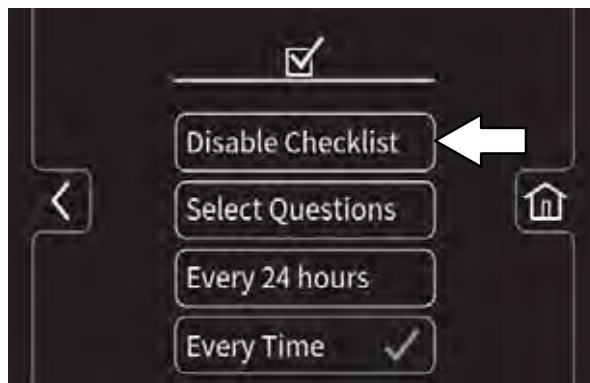 Disable Checklist
Select Questions
Every 24 hours
Every Time